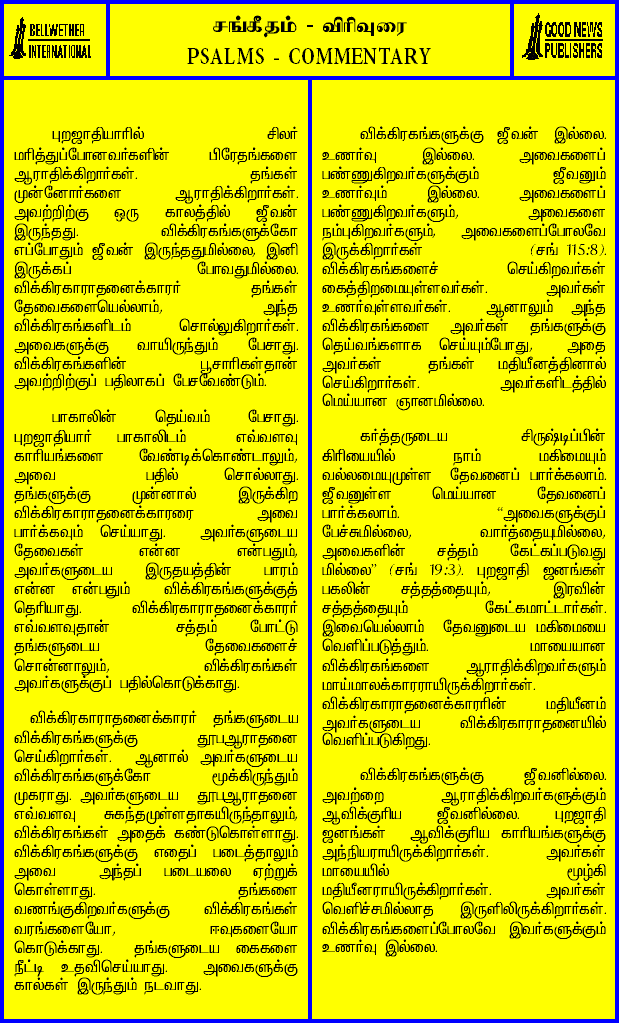 BELLWETHER
INTERNATIONAL
சங்கீதம் - விரிவுரை
PSALMS - COMMENTARY
GOOD NEWS
PUBLISHERS
புறஜாதியாரில் சிலர்
மரித்துப்போனவர்களின் பிரேதங்களை
ஆராதிக்கிறார்கள். தங்கள்
முன்னோர்களை ஆராதிக்கிறார்கள்.
அவற்றிற்கு ஒரு காலத்தில் ஜீவன்
இருந்தது. விக்கிரகங்களுக்கோ
எப்போதும் ஜீவன் இருந்ததுமில்லை, இனி
இருக்கப் போவதுமில்லை.
விக்கிரகாராதனைக்காரர் தங்கள்
தேவைகளையெல்லாம், அந்த
விக்கிரகங்களிடம் சொல்லுகிறார்கள்.
அவைகளுக்கு வாயிருந்தும் பேசாது.
விக்கிரகங்களின் பூசாரிகள்தான்
அவற்றிற்குப் பதிலாகப் பேசவேண்டும்.
பாகாலின் தெய்வம் பேசாது.
புறஜாதியார் பாகாலிடம் எவ்வளவு
காரியங்களை வேண்டிக்கொண்டாலும்,
அவை பதில் சொல்லாது.
தங்களுக்கு முன்னால் இருக்கிற
விக்கிரகாராதனைக்காரரை அவை
பார்க்கவும் செய்யாது. அவர்களுடைய
தேவைகள் என்ன என்பதும்,
அவர்களுடைய இருதயத்தின் பாரம்
என்ன என்பதும் விக்கிரகங்களுக்குத்
தெரியாது. விக்கிரகாராதனைக்காரர்
எவ்வளவுதான் சத்தம் போட்டு
தங்களுடைய தேவைகளைச்
சொன்னாலும், விக்கிரகங்கள்
அவர்களுக்குப் பதில்கொடுக்காது.
விக்கிரகாராதனைக்காரர் தங்களுடைய
விக்கிரகங்களுக்கு தூபஆராதனை
செய்கிறார்கள். ஆனால் அவர்களுடைய
விக்கிரகங்களுக்கோ மூக்கிருந்தும்
முகராது. அவர்களுடைய தூபஆராதனை
எவ்வளவு சுகந்தமுள்ளதாகயிருந்தாலும்,
விக்கிரகங்கள் அதைக் கண்டுகொள்ளாது.
விக்கிரகங்களுக்கு எதைப் படைத்தாலும்
அவை அந்தப் படையலை ஏற்றுக்
கொள்ளாது. தங்களை
வணங்குகிறவர்களுக்கு விக்கிரகங்கள்
வரங்களையோ, ஈவுகளையோ
கொடுக்காது. தங்களுடைய கைகளை
நீட்டி உதவிசெய்யாது. அவைகளுக்கு
கால்கள் இருந்தும் நடவாது.
விக்கிரகங்களுக்கு ஜீவன் இல்லை.
உணர்வு இல்லை. அவைகளைப்
பண்ணுகிறவர்களுக்கும் ஜீவனும்
உணர்வும் இல்லை. அவைகளைப்
பண்ணுகிறவர்களும், அவைகளை
நம்புகிறவர்களும், அவைகளைப்போலவே
இருக்கிறார்கள் (சங் 115:8).
விக்கிரகங்களைச் செய்கிறவர்கள்
கைத்திறமையுள்ளவர்கள். அவர்கள்
உணர்வுள்ளவர்கள். ஆனாலும் அந்த
விக்கிரகங்களை அவர்கள் தங்களுக்கு
தெய்வங்களாக செய்யும்போது, அதை
அவர்கள் தங்கள் மதியீனத்தினால்
செய்கிறார்கள். அவர்களிடத்தில்
மெய்யான ஞானமில்லை.
கர்த்தருடைய சிருஷ்டிப்பின்
கிரியையில் நாம் மகிமையும்
வல்லமையுமுள்ள தேவனைப் பார்க்கலாம்.
ஜீவனுள்ள மெய்யான தேவனைப்
பார்க்கலாம். “அவைகளுக்குப்
பேச்சுமில்லை, வார்த்தையுமில்லை,
அவைகளின் சத்தம் கேட்கப்படுவது
மில்லை” (சங் 19:3). புறஜாதி ஜனங்கள்
பகலின் சத்தத்தையும், இரவின்
சத்தத்தையும் கேட்கமாட்டார்கள்.
இவையெல்லாம் தேவனுடைய மகிமையை
வெளிப்படுத்தும். மாயையான
விக்கிரகங்களை ஆராதிக்கிறவர்களும்
மாய்மாலக்காரராயிருக்கிறார்கள்.
விக்கிரகாராதனைக்காரரின் மதியீனம்
அவர்களுடைய விக்கிரகாராதனையில்
வெளிப்படுகிறது.
விக்கிரகங்களுக்கு ஜீவனில்லை.
அவற்றை ஆராதிக்கிறவர்களுக்கும்
ஆவிக்குரிய ஜீவனில்லை. புறஜாதி
ஜனங்கள் ஆவிக்குரிய காரியங்களுக்கு
அந்நியராயிருக்கிறார்கள். அவர்கள்
மாயையில் மூழ்கி
மதியீனராயிருக்கிறார்கள். அவர்கள்
வெளிச்சமில்லாத இருளிலிருக்கிறார்கள்.
விக்கிரகங்களைப்போலவே இவர்களுக்கும்
உணர்வு இல்லை.